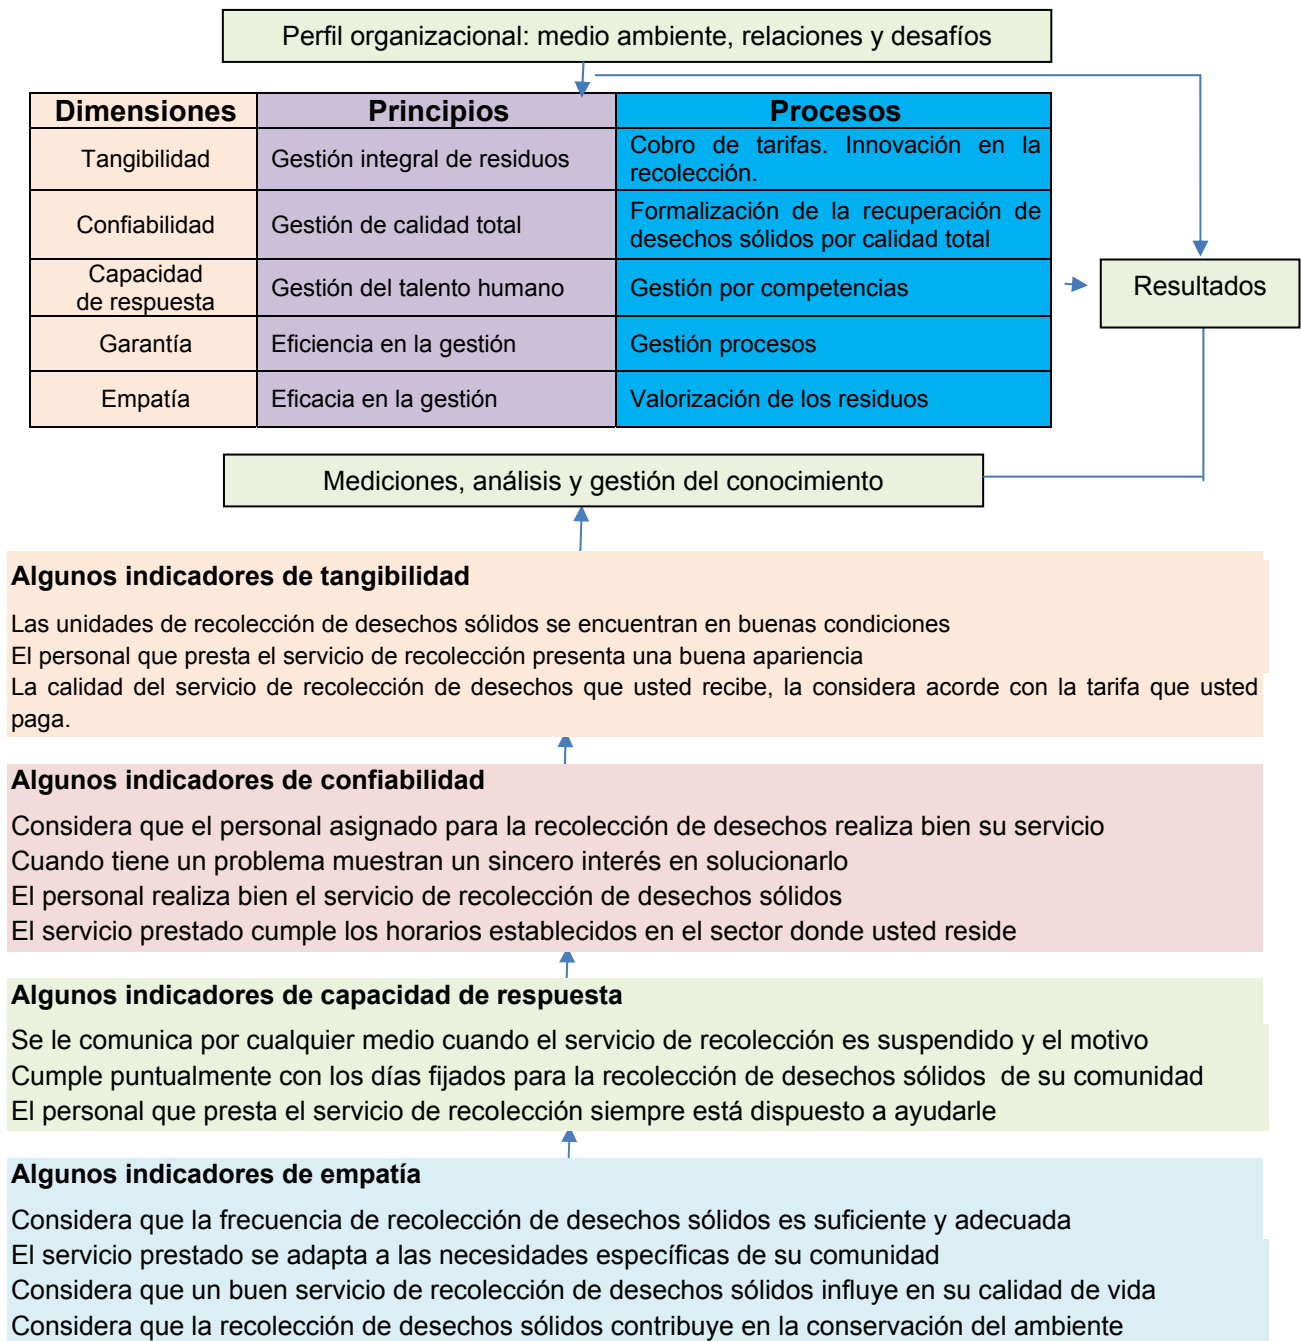 Perfil organizacional: medio ambiente, relaciones y desafíos
Dimensiones Principios Procesos
Tangibilidad Gestión integral de residuos Cobro de tarifas. Innovación en la
recolección.
Confiabilidad Gestión de calidad total Formalización de la recuperación de
desechos sólidos por calidad total
Capacidad
de respuesta Gestión del talento humano Gestión por competencias
Resultados
Garantía Eficiencia en la gestión Gestión procesos
Empatía Eficacia en la gestión Valorización de los residuos
Mediciones, análisis y gestión del conocimiento
Algunos indicadores de tangibilidad
Las unidades de recolección de desechos sólidos se encuentran en buenas condiciones
El personal que presta el servicio de recolección presenta una buena apariencia
La calidad del servicio de recolección de desechos que usted recibe, la considera acorde con la tarifa que usted
paga.
Algunos indicadores de confiabilidad
Considera que el personal asignado para la recolección de desechos realiza bien su servicio
Cuando tiene un problema muestran un sincero interés en solucionarlo
El personal realiza bien el servicio de recolección de desechos sólidos
El servicio prestado cumple los horarios establecidos en el sector donde usted reside
Algunos indicadores de capacidad de respuesta
Se le comunica por cualquier medio cuando el servicio de recolección es suspendido y el motivo
Cumple puntualmente con los días fijados para la recolección de desechos sólidos de su comunidad
El personal que presta el servicio de recolección siempre está dispuesto a ayudarle
Algunos indicadores de empatía
Considera que la frecuencia de recolección de desechos sólidos es suficiente y adecuada
El servicio prestado se adapta a las necesidades específicas de su comunidad
Considera que un buen servicio de recolección de desechos sólidos influye en su calidad de vida
Considera que la recolección de desechos sólidos contribuye en la conservación del ambiente